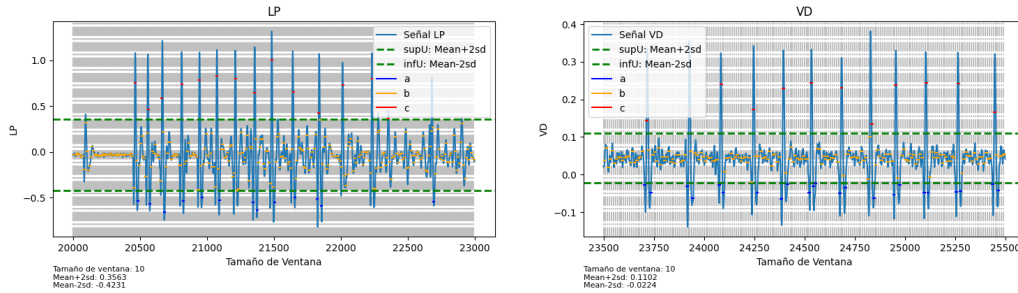 LP
Señal LP
supU: Mean+2sd
infU: Mean-2sd
a
b
c
1.0
0.5
0.0
−0.5
LP
20000
20500
21000
21500
22000
22500
23000
Tamaño de Ventana
Tamaño de ventana: 10
Mean+2sd: 0.3563
Mean-2sd: -0.4231
VD
Señal VD
supU: Mean+2sd
infU: Mean-2sd
a
b
c
0.4
0.3
0.2
0.1
0.0
−0.1
VD
23500
23750
24000
24250
24500
24750
25000
25250
25500
Tamaño de Ventana
Tamaño de ventana: 10
Mean+2sd: 0.1102
Mean-2sd: -0.0224